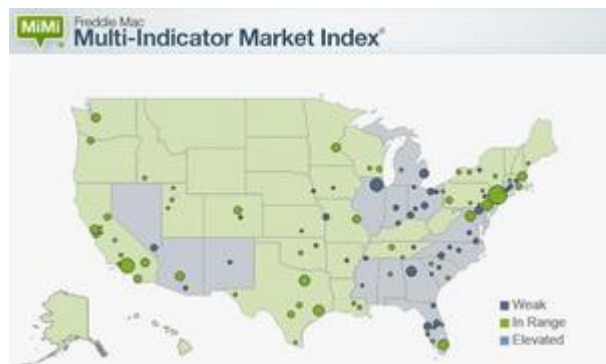 MiMi
Freddie Mac
Multi-Indicator Market Index®
Weak
In Range
Elevated